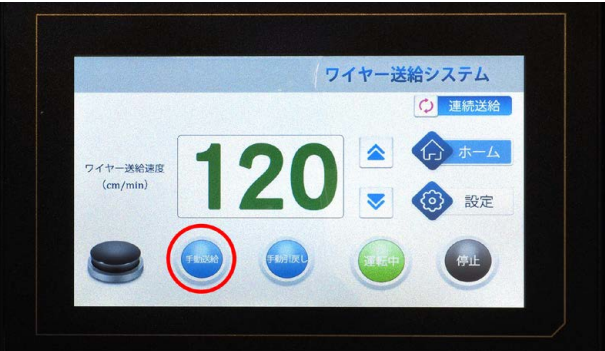 ワイヤー送給システム
連続送給
ワイヤー送給速度
(cm/min)
120
ホーム
設定
手動送給
手動引戻し
運転中
停止